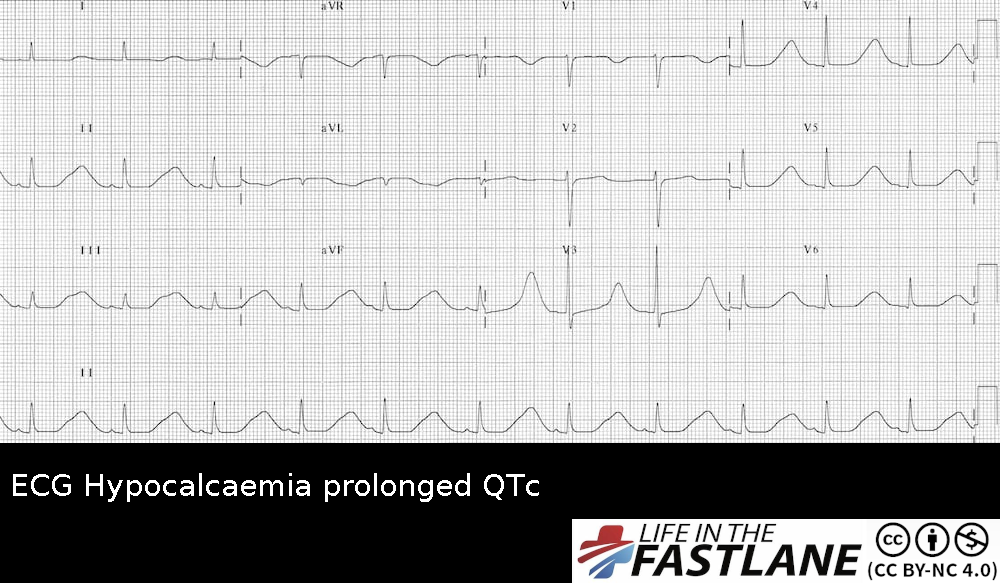 I aVR V1 V4
II aVL V2 V5
III aVF V3 V6
II
ECG Hypocalcaemia prolonged QTc
LIFE IN THE
FASTLANE
cc $
(CC BY-NC 4.0)